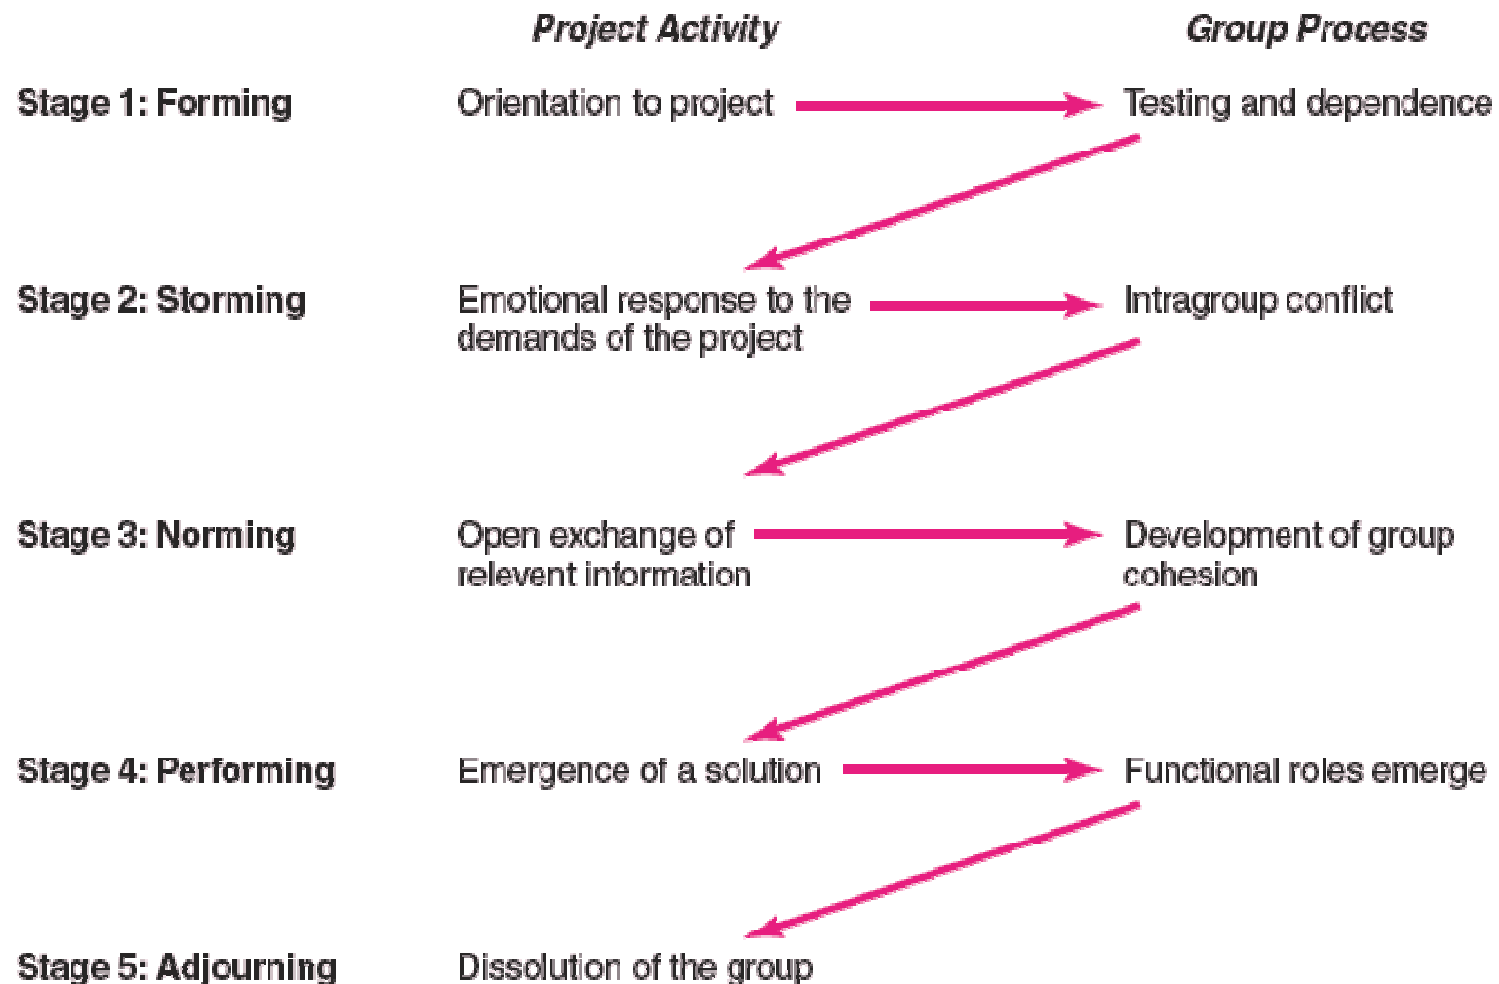 Project Activity Group Process
Stage 1: Forming Orientation to project Testing and dependence
Stage 2: Storming Emotional response to the Intragroup conflict
demands of the project
Stage 3: Norming Open exchange of Development of group
relevent information cohesion
Stage 4: Performing Emergence of a solution Functional roles emerge
Stage 5: Adjourning Dissolution of the group